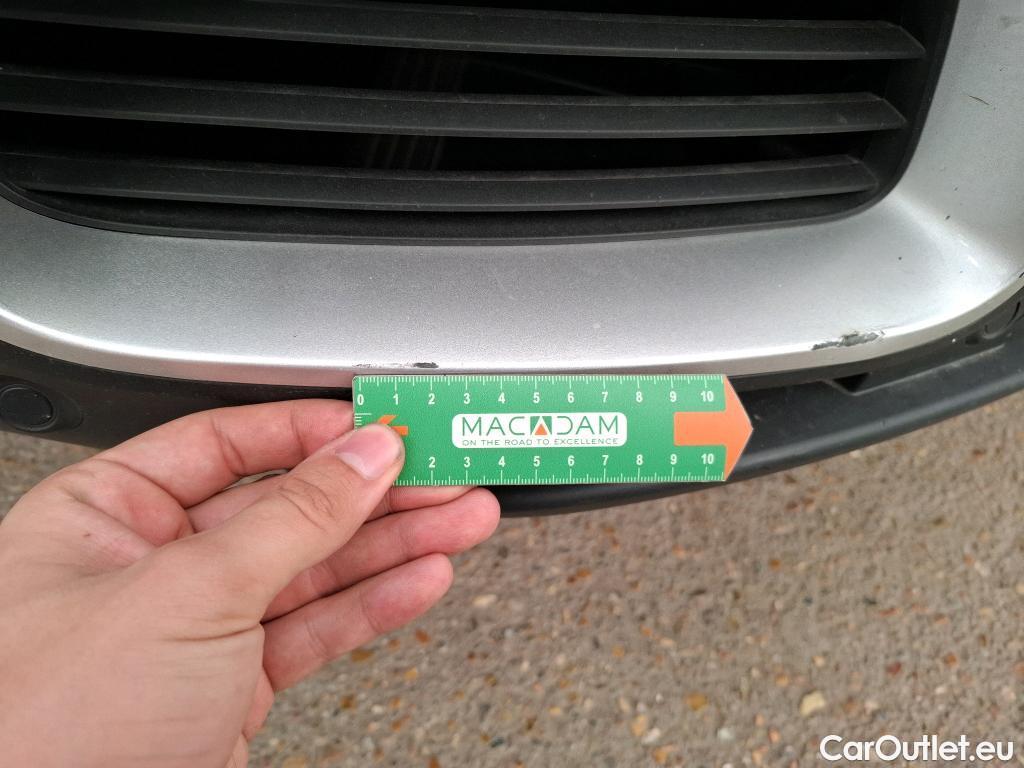 0 1 2 3 4 5 6 7 8 9 10
MACADAM
ON THE ROAD TO EXCELLENCE
2 3 4 5 6 7 8 9 10
CarOutlet.eu